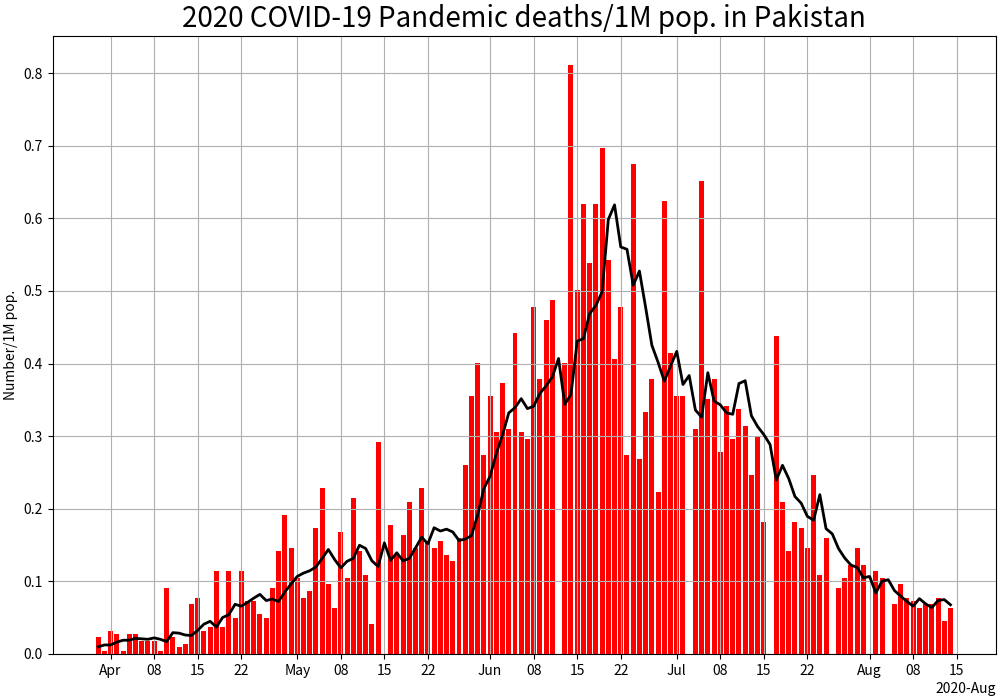 2020 COVID-19 Pandemic deaths/1M pop. in Pakistan
Number/1M pop.
0.8
0.7
0.6
0.5
0.4
0.3
0.2
0.1
0.0
Apr 08 15 22 May 08 15 22 Jun 08 15 22 Jul 08 15 22 Aug 08 15
2020-Aug